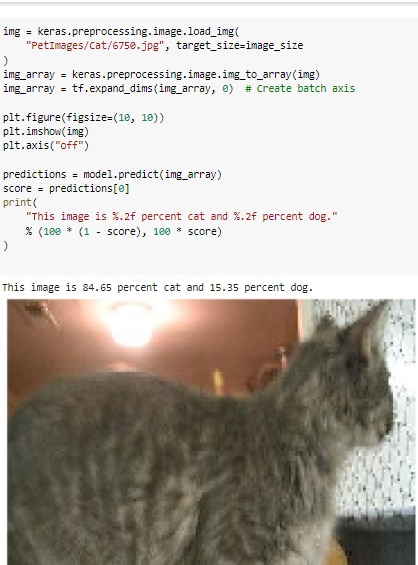 img = keras.preprocessing.image.load_img(
    "PetImages/Cat/6750.jpg", target_size=image_size
)
img_array = keras.preprocessing.image.img_to_array(img)
img_array = tf.expand_dims(img_array, 0)  # Create batch axis

plt.figure(figsize=(10, 10))
plt.imshow(img)
plt.axis("off")

predictions = model.predict(img_array)
score = predictions[0]
print(
    "This image is %.2f percent cat and %.2f percent dog."
    % (100 * (1 - score), 100 * score)
)
This image is 84.65 percent cat and 15.35 percent dog.